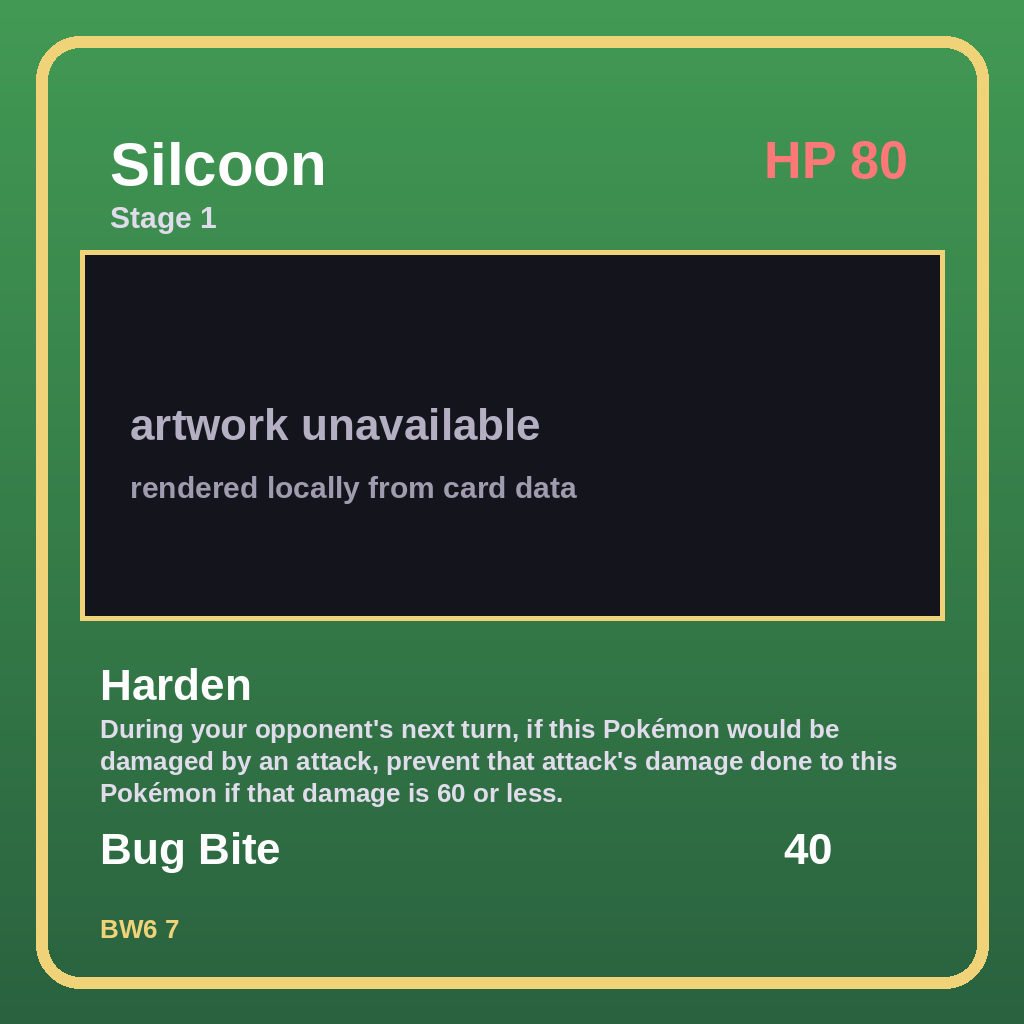 Silcoon
HP 80
Stage 1
artwork unavailable
rendered locally from card data
Harden
During your opponent's next turn, if this Pokémon would be
damaged by an attack, prevent that attack's damage done to this
Pokémon if that damage is 60 or less.
Bug Bite
40
BW6 7